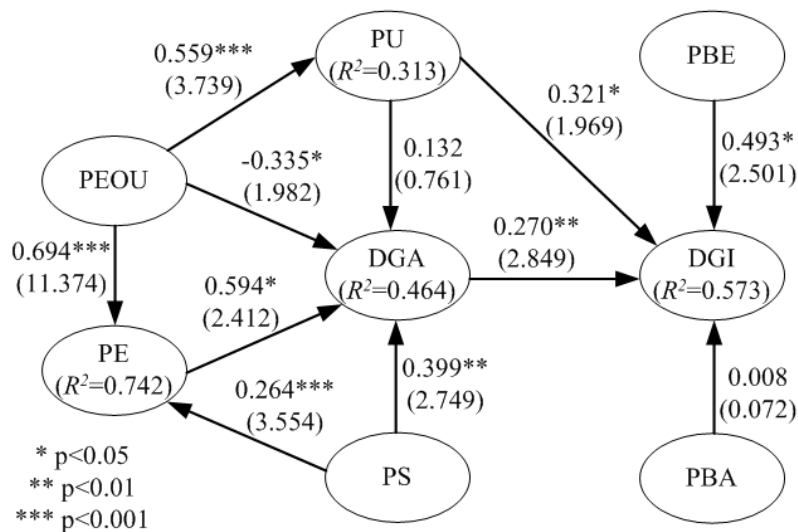 PU
(R²=0.313)
PBE
0.559***
(3.739)
0.321*
(1.969)
0.493*
(2.501)
PEOU
-0.335*
(1.982)
0.132
(0.761)
0.694***
(11.374)
DGA
(R²=0.464)
0.270**
(2.849)
DGI
(R²=0.573)
0.594*
(2.412)
PE
(R²=0.742)
0.264***
(3.554)
0.399**
(2.749)
0.008
(0.072)
PS
PBA
* p<0.05
** p<0.01
*** p<0.001